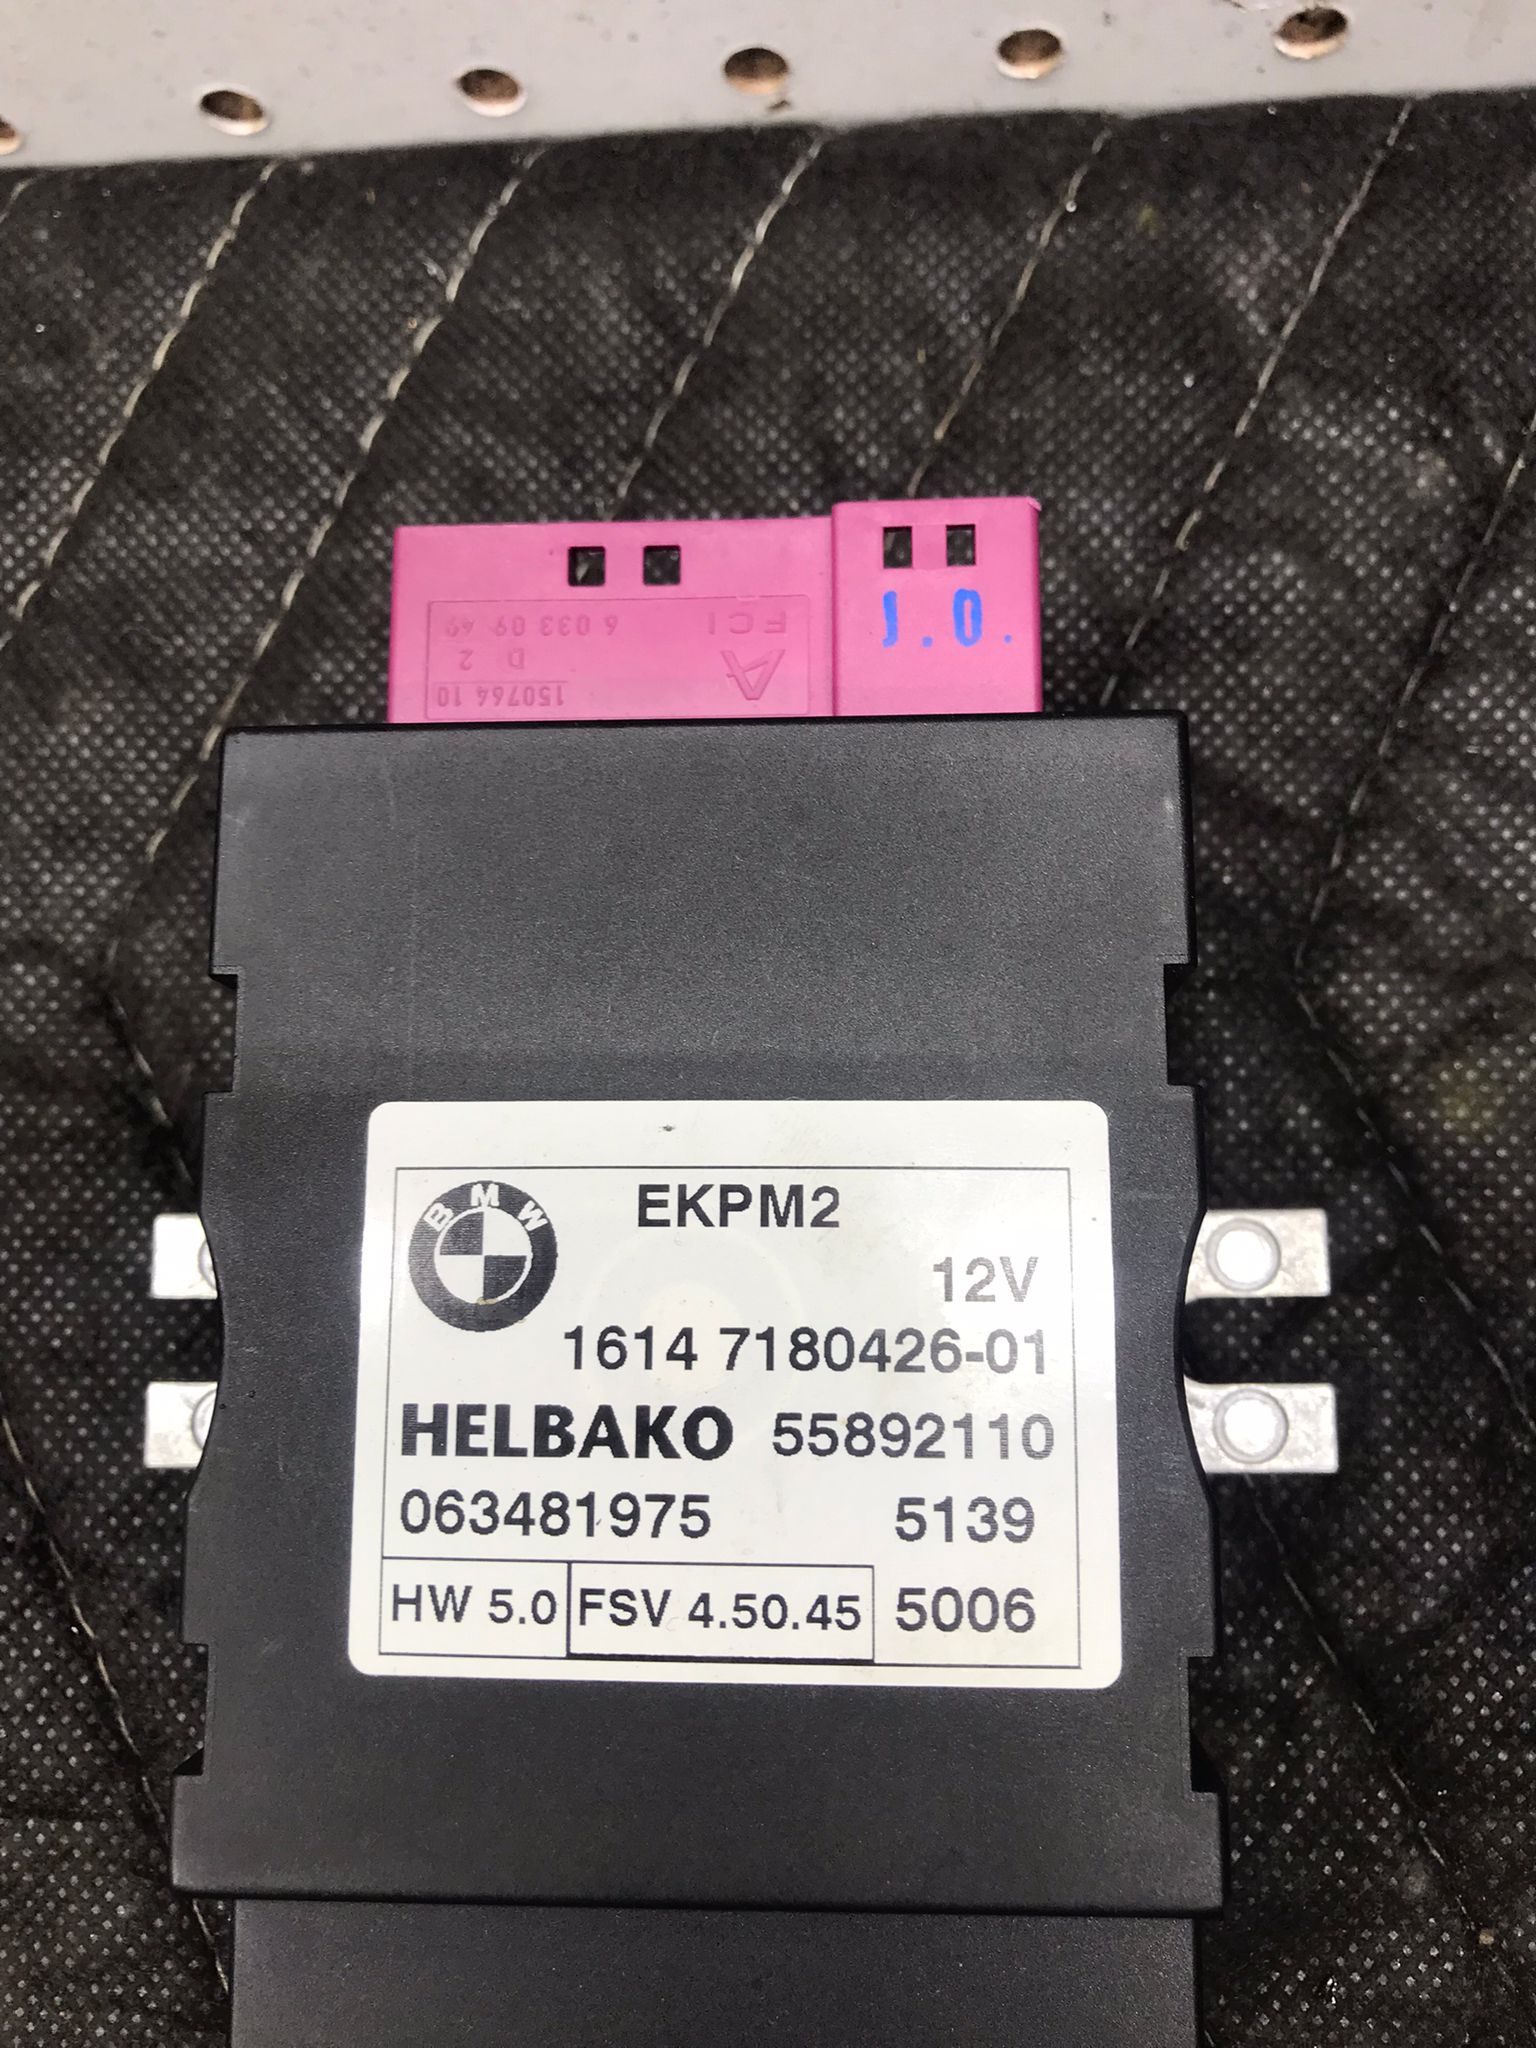 J.O.
FCI 6 033 09 49
A D 2
150764 10
BMW
EKPM2
12V
1614 7180426-01
HELBAKO 55892110
063481975 5139
HW 5.0 FSV 4.50.45 5006